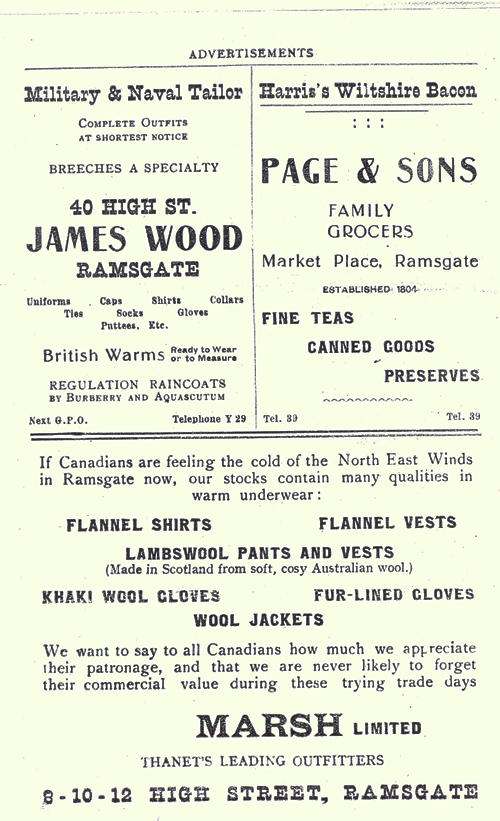 ADVERTISEMENTS
Military & Naval Tailor
COMPLETE OUTFITS
AT SHORTEST NOTICE
BREECHES A SPECIALTY
40 HIGH ST.
JAMES WOOD
RAMSGATE
Uniforms Caps Shirts Collars
Ties Socks Gloves
Puttees, Etc.
British Warms Ready to Wear
or to Measure
REGULATION RAINCOATS
BY BURBERRY AND AQUASCUTUM
Next G.P.O. Telephone Y 29
Harris's Wiltshire Bacon
: : :
PAGE & SONS
FAMILY
GROCERS
Market Place, Ramsgate
ESTABLISHED 1804
FINE TEAS
CANNED GOODS
PRESERVES
Tel. 39 Tel. 39
If Canadians are feeling the cold of the North East Winds
in Ramsgate now, our stocks contain many qualities in
warm underwear :
FLANNEL SHIRTS FLANNEL VESTS
LAMBSWOOL PANTS AND VESTS
(Made in Scotland from soft, cosy Australian wool.)
KHAKI WOOL GLOVES FUR-LINED GLOVES
WOOL JACKETS
We want to say to all Canadians how much we appreciate
their patronage, and that we are never likely to forget
their commercial value during these trying trade days
MARSH LIMITED
THANET'S LEADING OUTFITTERS
8-10-12 HIGH STREET, RAMSGATE